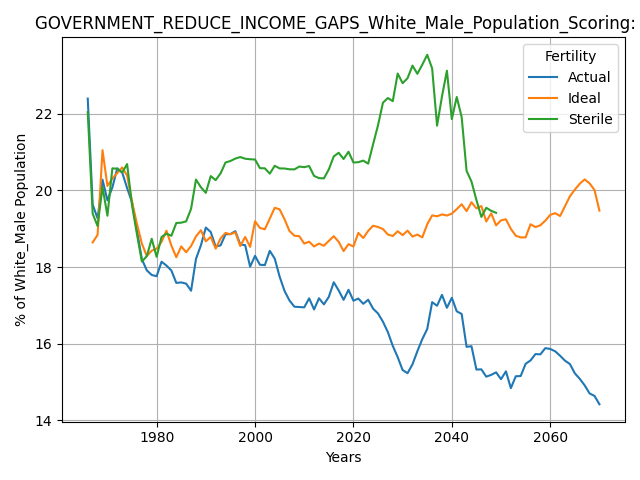 GOVERNMENT_REDUCE_INCOME_GAPS_White_Male_Population_Scoring:
Fertility
Actual
Ideal
Sterile
% of White_Male Population
22
20
18
16
14
1980 2000 2020 2040 2060
Years